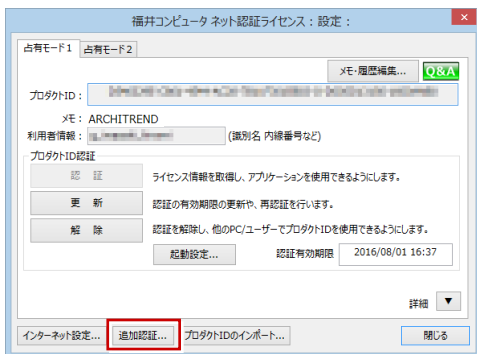 福井コンピュータ ネット認証ライセンス：設定：
占有モード1 占有モード2
メモ・履歴編集... Q&A
プロダクトID：
メモ： ARCHITREND
利用者情報： (識別名 内線番号など)
プロダクトID認証
認　証 ライセンス情報を取得し、アプリケーションを使用できるようにします。
更　新 認証の有効期限の更新や、再認証を行います。
解　除 認証を解除し、他のPC/ユーザーでプロダクトIDを使用できるようにします。
起動設定... 認証有効期限 2016/08/01 16:37
詳細 ▼
インターネット設定... 追加認証... プロダクトIDのインポート... 閉じる